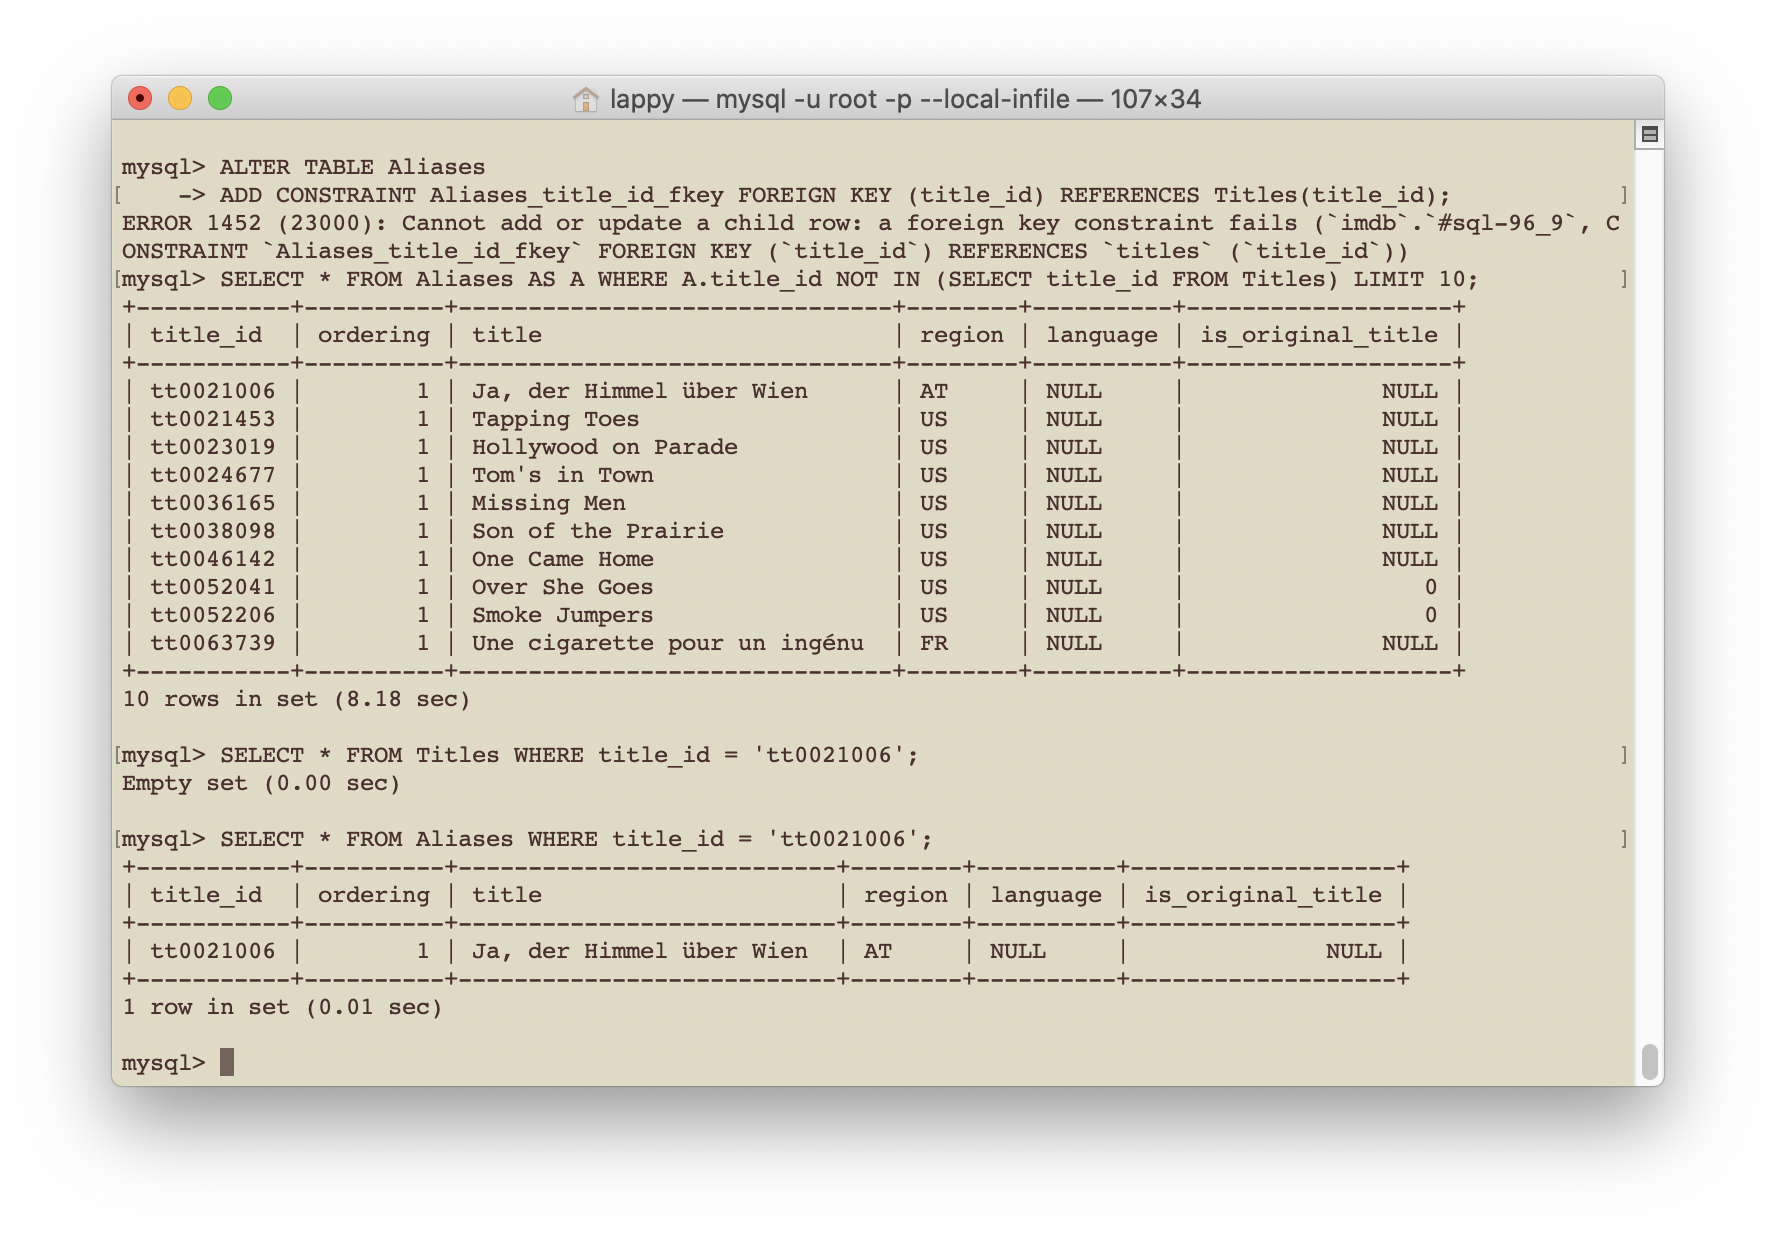 lappy — mysql -u root -p --local-infile — 107×34
mysql> ALTER TABLE Aliases
[    -> ADD CONSTRAINT Aliases_title_id_fkey FOREIGN KEY (title_id) REFERENCES Titles(title_id);            ]
ERROR 1452 (23000): Cannot add or update a child row: a foreign key constraint fails (`imdb`.`#sql-96_9`, C
ONSTRAINT `Aliases_title_id_fkey` FOREIGN KEY (`title_id`) REFERENCES `titles` (`title_id`))
[mysql> SELECT * FROM Aliases AS A WHERE A.title_id NOT IN (SELECT title_id FROM Titles) LIMIT 10;          ]
+-----------+----------+-------------------------------+--------+----------+-------------------+
| title_id  | ordering | title                         | region | language | is_original_title |
+-----------+----------+-------------------------------+--------+----------+-------------------+
| tt0021006 |        1 | Ja, der Himmel über Wien      | AT     | NULL     |              NULL |
| tt0021453 |        1 | Tapping Toes                  | US     | NULL     |              NULL |
| tt0023019 |        1 | Hollywood on Parade           | US     | NULL     |              NULL |
| tt0024677 |        1 | Tom's in Town                 | US     | NULL     |              NULL |
| tt0036165 |        1 | Missing Men                   | US     | NULL     |              NULL |
| tt0038098 |        1 | Son of the Prairie            | US     | NULL     |              NULL |
| tt0046142 |        1 | One Came Home                 | US     | NULL     |              NULL |
| tt0052041 |        1 | Over She Goes                 | US     | NULL     |                 0 |
| tt0052206 |        1 | Smoke Jumpers                 | US     | NULL     |                 0 |
| tt0063739 |        1 | Une cigarette pour un ingénu  | FR     | NULL     |              NULL |
+-----------+----------+-------------------------------+--------+----------+-------------------+
10 rows in set (8.18 sec)
[mysql> SELECT * FROM Titles WHERE title_id = 'tt0021006';                                                  ]
Empty set (0.00 sec)
[mysql> SELECT * FROM Aliases WHERE title_id = 'tt0021006';                                                 ]
+-----------+----------+---------------------------+--------+----------+-------------------+
| title_id  | ordering | title                     | region | language | is_original_title |
+-----------+----------+---------------------------+--------+----------+-------------------+
| tt0021006 |        1 | Ja, der Himmel über Wien  | AT     | NULL     |              NULL |
+-----------+----------+---------------------------+--------+----------+-------------------+
1 row in set (0.01 sec)
mysql>